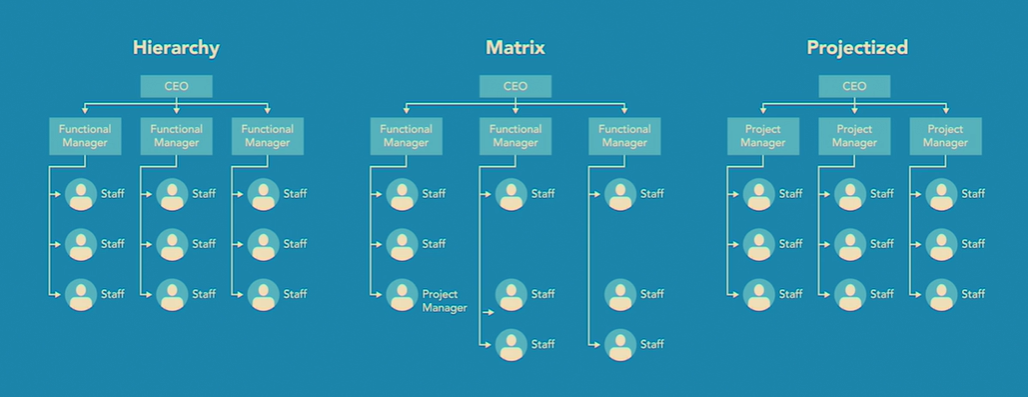 Hierarchy
CEO
Functional
Manager
Functional
Manager
Functional
Manager
Staff
Staff
Staff
Staff
Staff
Staff
Staff
Staff
Staff
Matrix
CEO
Functional
Manager
Functional
Manager
Functional
Manager
Staff
Staff
Staff
Staff
Project
Manager
Staff
Staff
Staff
Staff
Projectized
CEO
Project
Manager
Project
Manager
Project
Manager
Staff
Staff
Staff
Staff
Staff
Staff
Staff
Staff
Staff